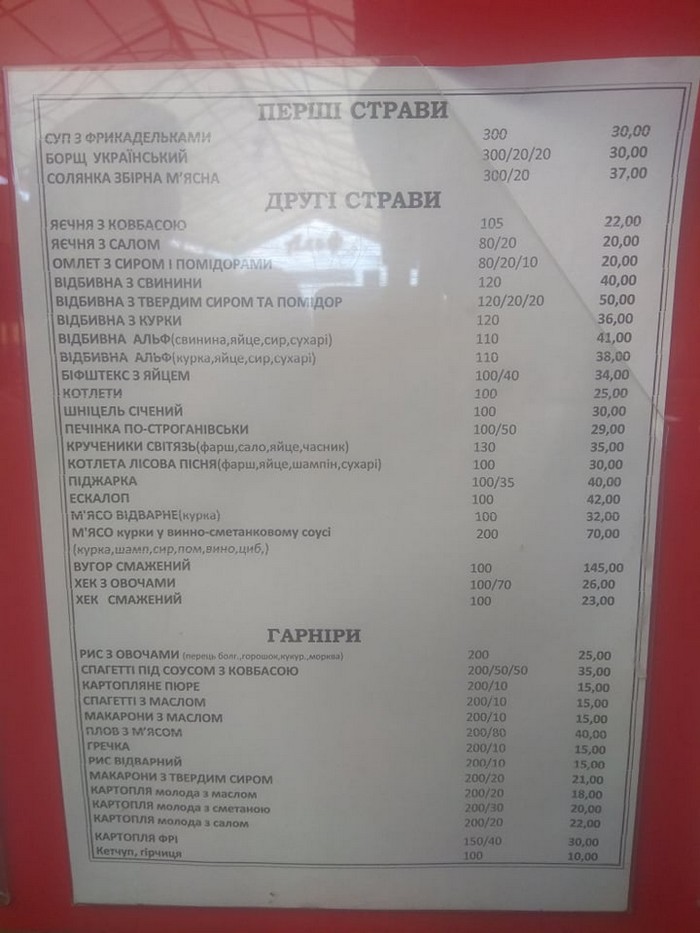 ПЕРШІ СТРАВИ
СУП З ФРИКАДЕЛЬКАМИ 300 30,00
БОРЩ УКРАЇНСЬКИЙ 300/20/20 30,00
СОЛЯНКА ЗБІРНА М'ЯСНА 300/20 37,00
ДРУГІ СТРАВИ
ЯЄЧНЯ З КОВБАСОЮ 105 22,00
ЯЄЧНЯ З САЛОМ 80/20 20,00
ОМЛЕТ З СИРОМ І ПОМІДОРАМИ 80/20/10 20,00
ВІДБИВНА З СВИНИНИ 120 40,00
ВІДБИВНА З ТВЕРДИМ СИРОМ ТА ПОМІДОР 120/20/20 50,00
ВІДБИВНА З КУРКИ 120 36,00
ВІДБИВНА АЛЬФ(свинина,яйце,сир,сухарі) 110 41,00
ВІДБИВНА АЛЬФ(курка,яйце,сир,сухарі) 110 38,00
БІФШТЕКС З ЯЙЦЕМ 100/40 34,00
КОТЛЕТИ 100 25,00
ШНІЦЕЛЬ СІЧЕНИЙ 100 30,00
ПЕЧІНКА ПО-СТРОГАНІВСЬКИ 100/50 29,00
КРУЧЕНИКИ СВІТЯЗЬ(фарш,сало,яйце,часник) 130 35,00
КОТЛЕТА ЛІСОВА ПІСНЯ(фарш,яйце,шампін,сухарі) 100 30,00
ПІДЖАРКА 100/35 40,00
ЕСКАЛОП 100 42,00
М'ЯСО ВІДВАРНЕ(курка) 100 32,00
М'ЯСО курки у винно-сметанковому соусі 200 70,00
(курка,шамп,сир,пом,вино,циб,)
ВУГОР СМАЖЕНИЙ 100 145,00
ХЕК З ОВОЧАМИ 100/70 26,00
ХЕК СМАЖЕНИЙ 100 23,00
ГАРНІРИ
РИС З ОВОЧАМИ (перець болг.,горошок,кукур.,морква) 200 25,00
СПАГЕТТІ ПІД СОУСОМ З КОВБАСОЮ 200/50/50 35,00
КАРТОПЛЯНЕ ПЮРЕ 200/10 15,00
СПАГЕТТІ З МАСЛОМ 200/10 15,00
МАКАРОНИ З МАСЛОМ 200/10 15,00
ПЛОВ З М'ЯСОМ 200/80 40,00
ГРЕЧКА 200/10 15,00
РИС ВІДВАРНИЙ 200/10 15,00
МАКАРОНИ З ТВЕРДИМ СИРОМ 200/20 21,00
КАРТОПЛЯ молода з маслом 200/20 18,00
КАРТОПЛЯ молода з сметаною 200/30 20,00
КАРТОПЛЯ молода з салом 200/20 22,00
КАРТОПЛЯ ФРІ 150/40 30,00
Кетчуп, гірчиця 100 10,00